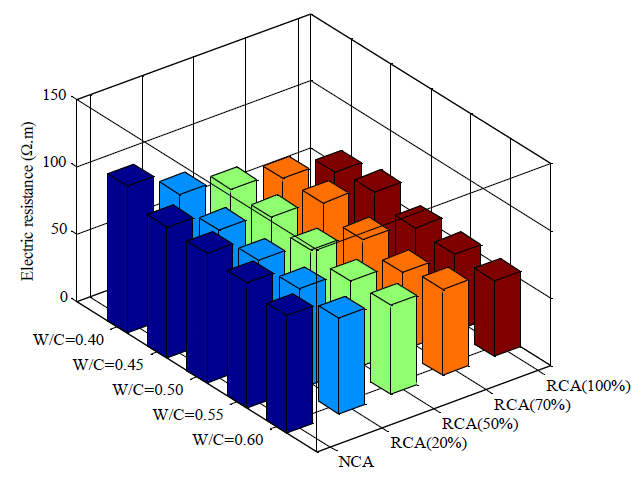 150
100
50
0
Electric resistance (Ω.m)
W/C=0.40
W/C=0.45
W/C=0.50
W/C=0.55
W/C=0.60
NCA
RCA(20%)
RCA(50%)
RCA(70%)
RCA(100%)